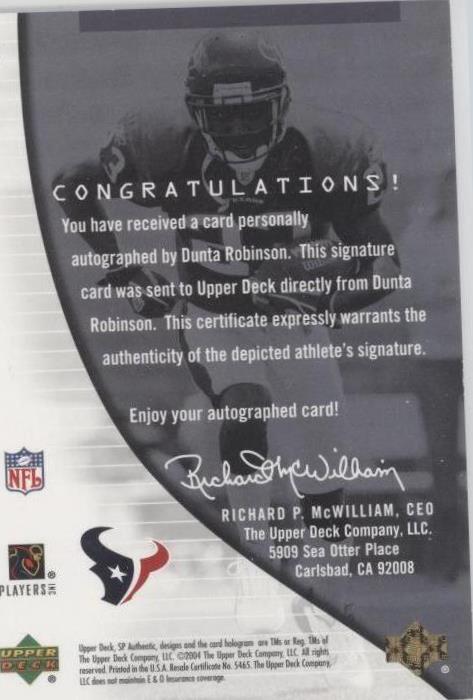 CONGRATULATIONS!
You have received a card personally
autographed by Dunta Robinson. This signature
card was sent to Upper Deck directly from Dunta
Robinson. This certificate expressly warrants the
authenticity of the depicted athlete's signature.
Enjoy your autographed card!
Richard McWilliam
RICHARD P. McWILLIAM, CEO
The Upper Deck Company, LLC.
5909 Sea Otter Place
Carlsbad, CA 92008
NFL
PLAYERS INC
UPPER
DECK
Upper Deck, SP Authentic, designs and the card hologram are TMs or Reg. TMs of
The Upper Deck Company, LLC. ©2004 The Upper Deck Company, LLC. All rights
reserved. Printed in the U.S.A. Resale Certificate No. 5465. The Upper Deck Company,
LLC does not maintain E & O Insurance coverage.